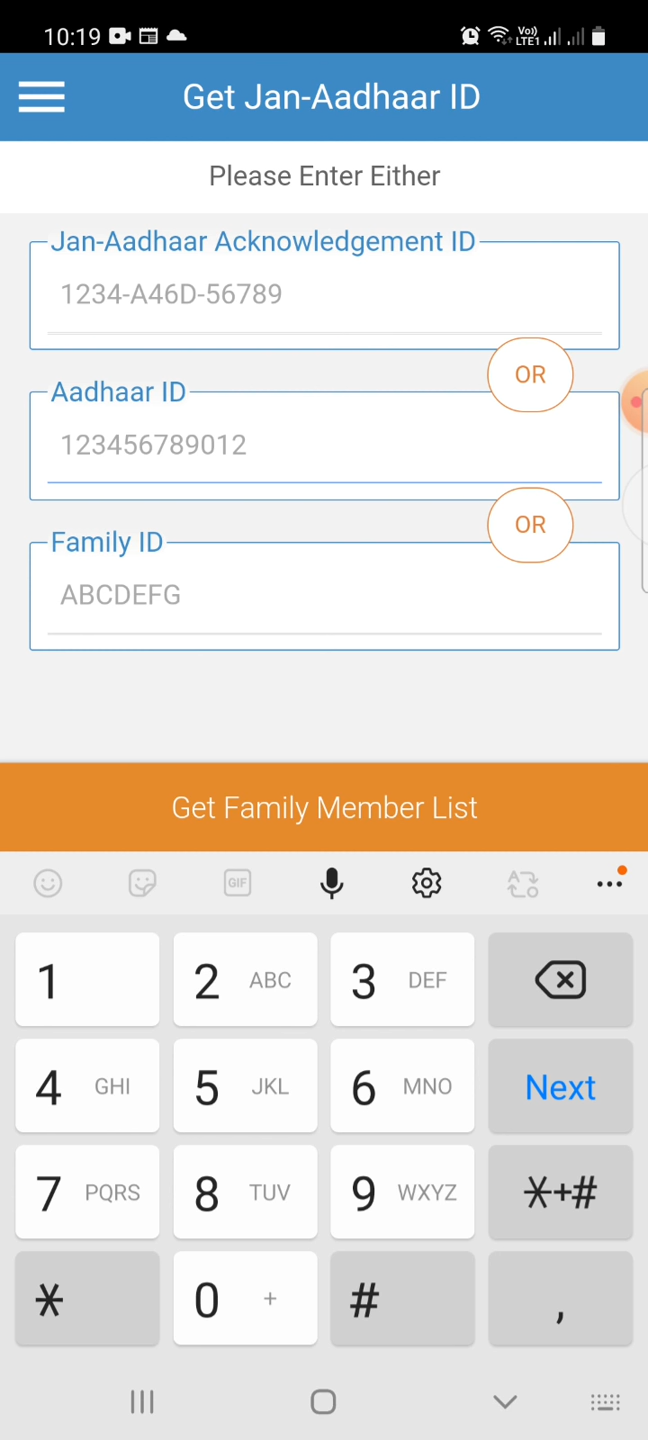 10:19
Vo))
LTE1
Get Jan-Aadhaar ID
Please Enter Either
Jan-Aadhaar Acknowledgement ID
1234-A46D-56789
OR
Aadhaar ID
123456789012
OR
Family ID
ABCDEFG
Get Family Member List
GIF
1
2 ABC
3 DEF
4 GHI
5 JKL
6 MNO
Next
7 PQRS
8 TUV
9 WXYZ
*+#
*
0 +
#
,